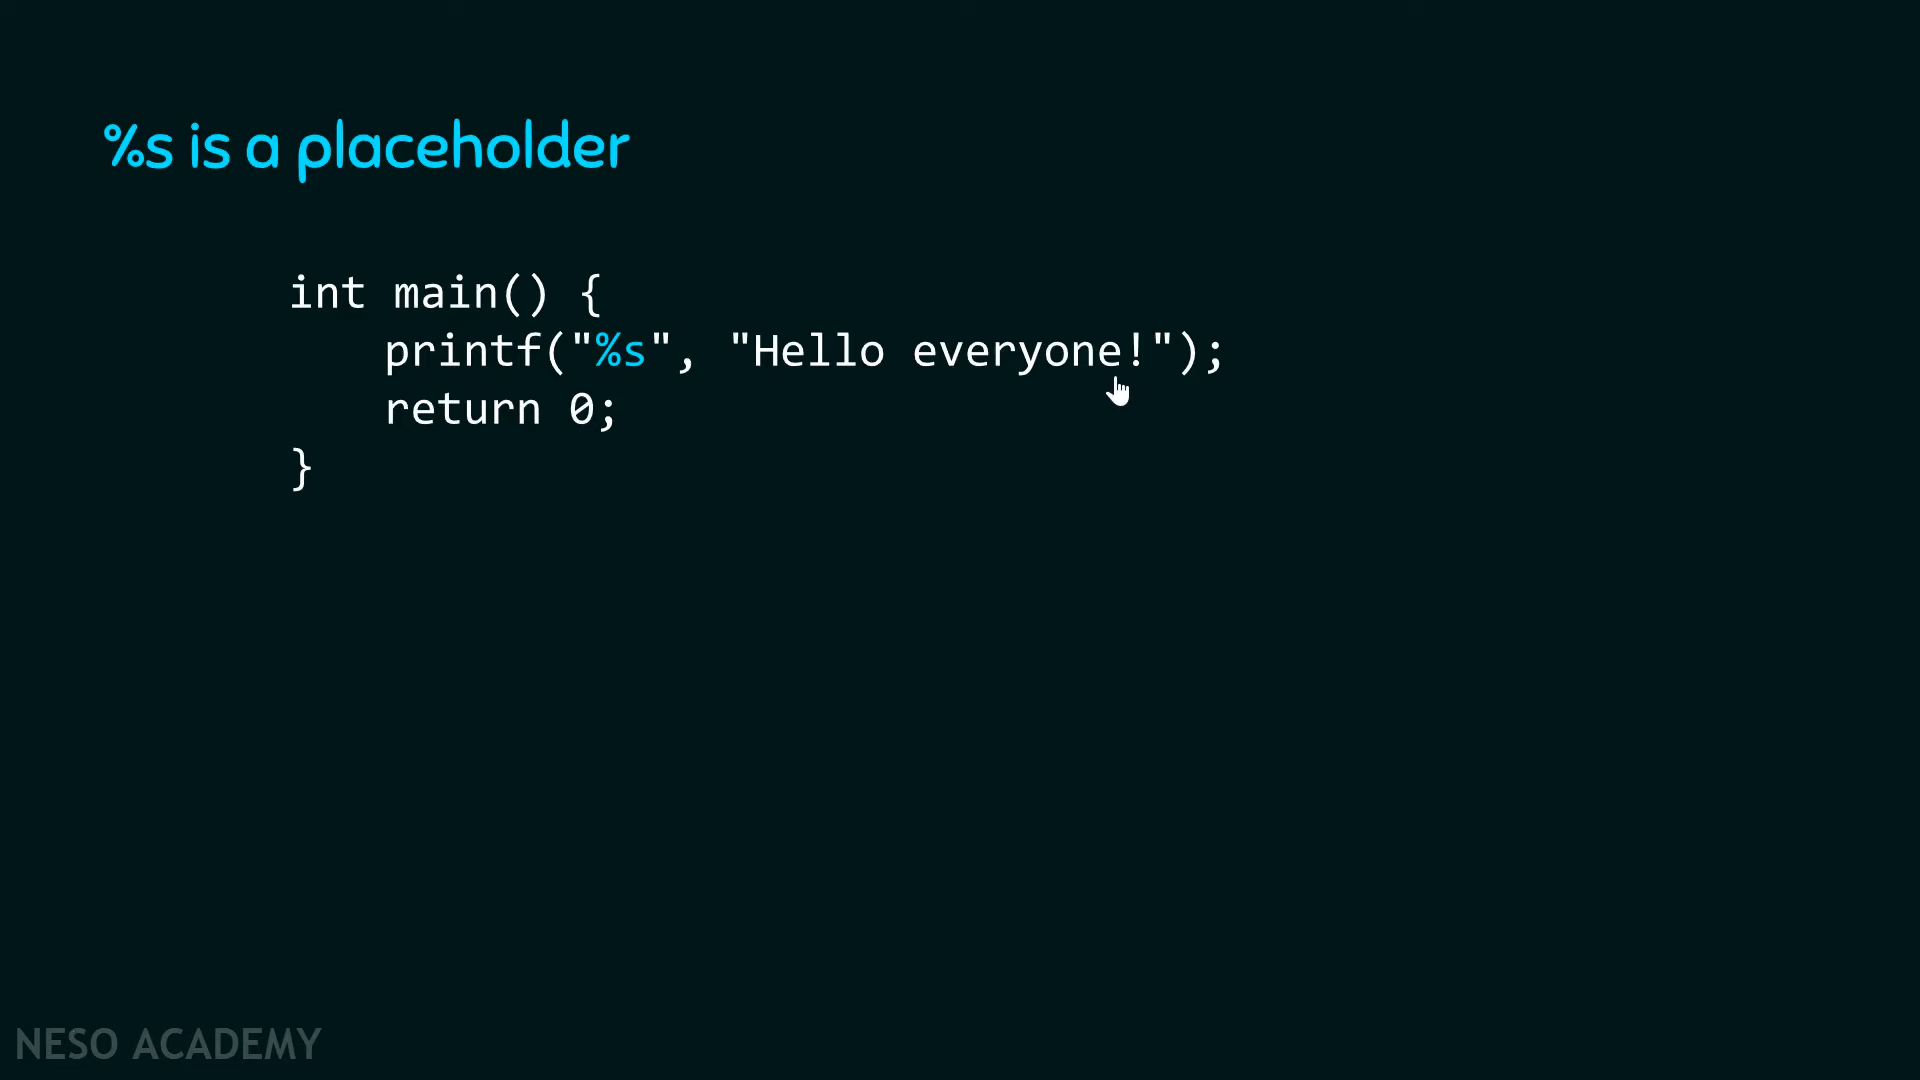 %s is a placeholder
int main() {
printf("%s", "Hello everyone!");
return 0;
}
NESO ACADEMY